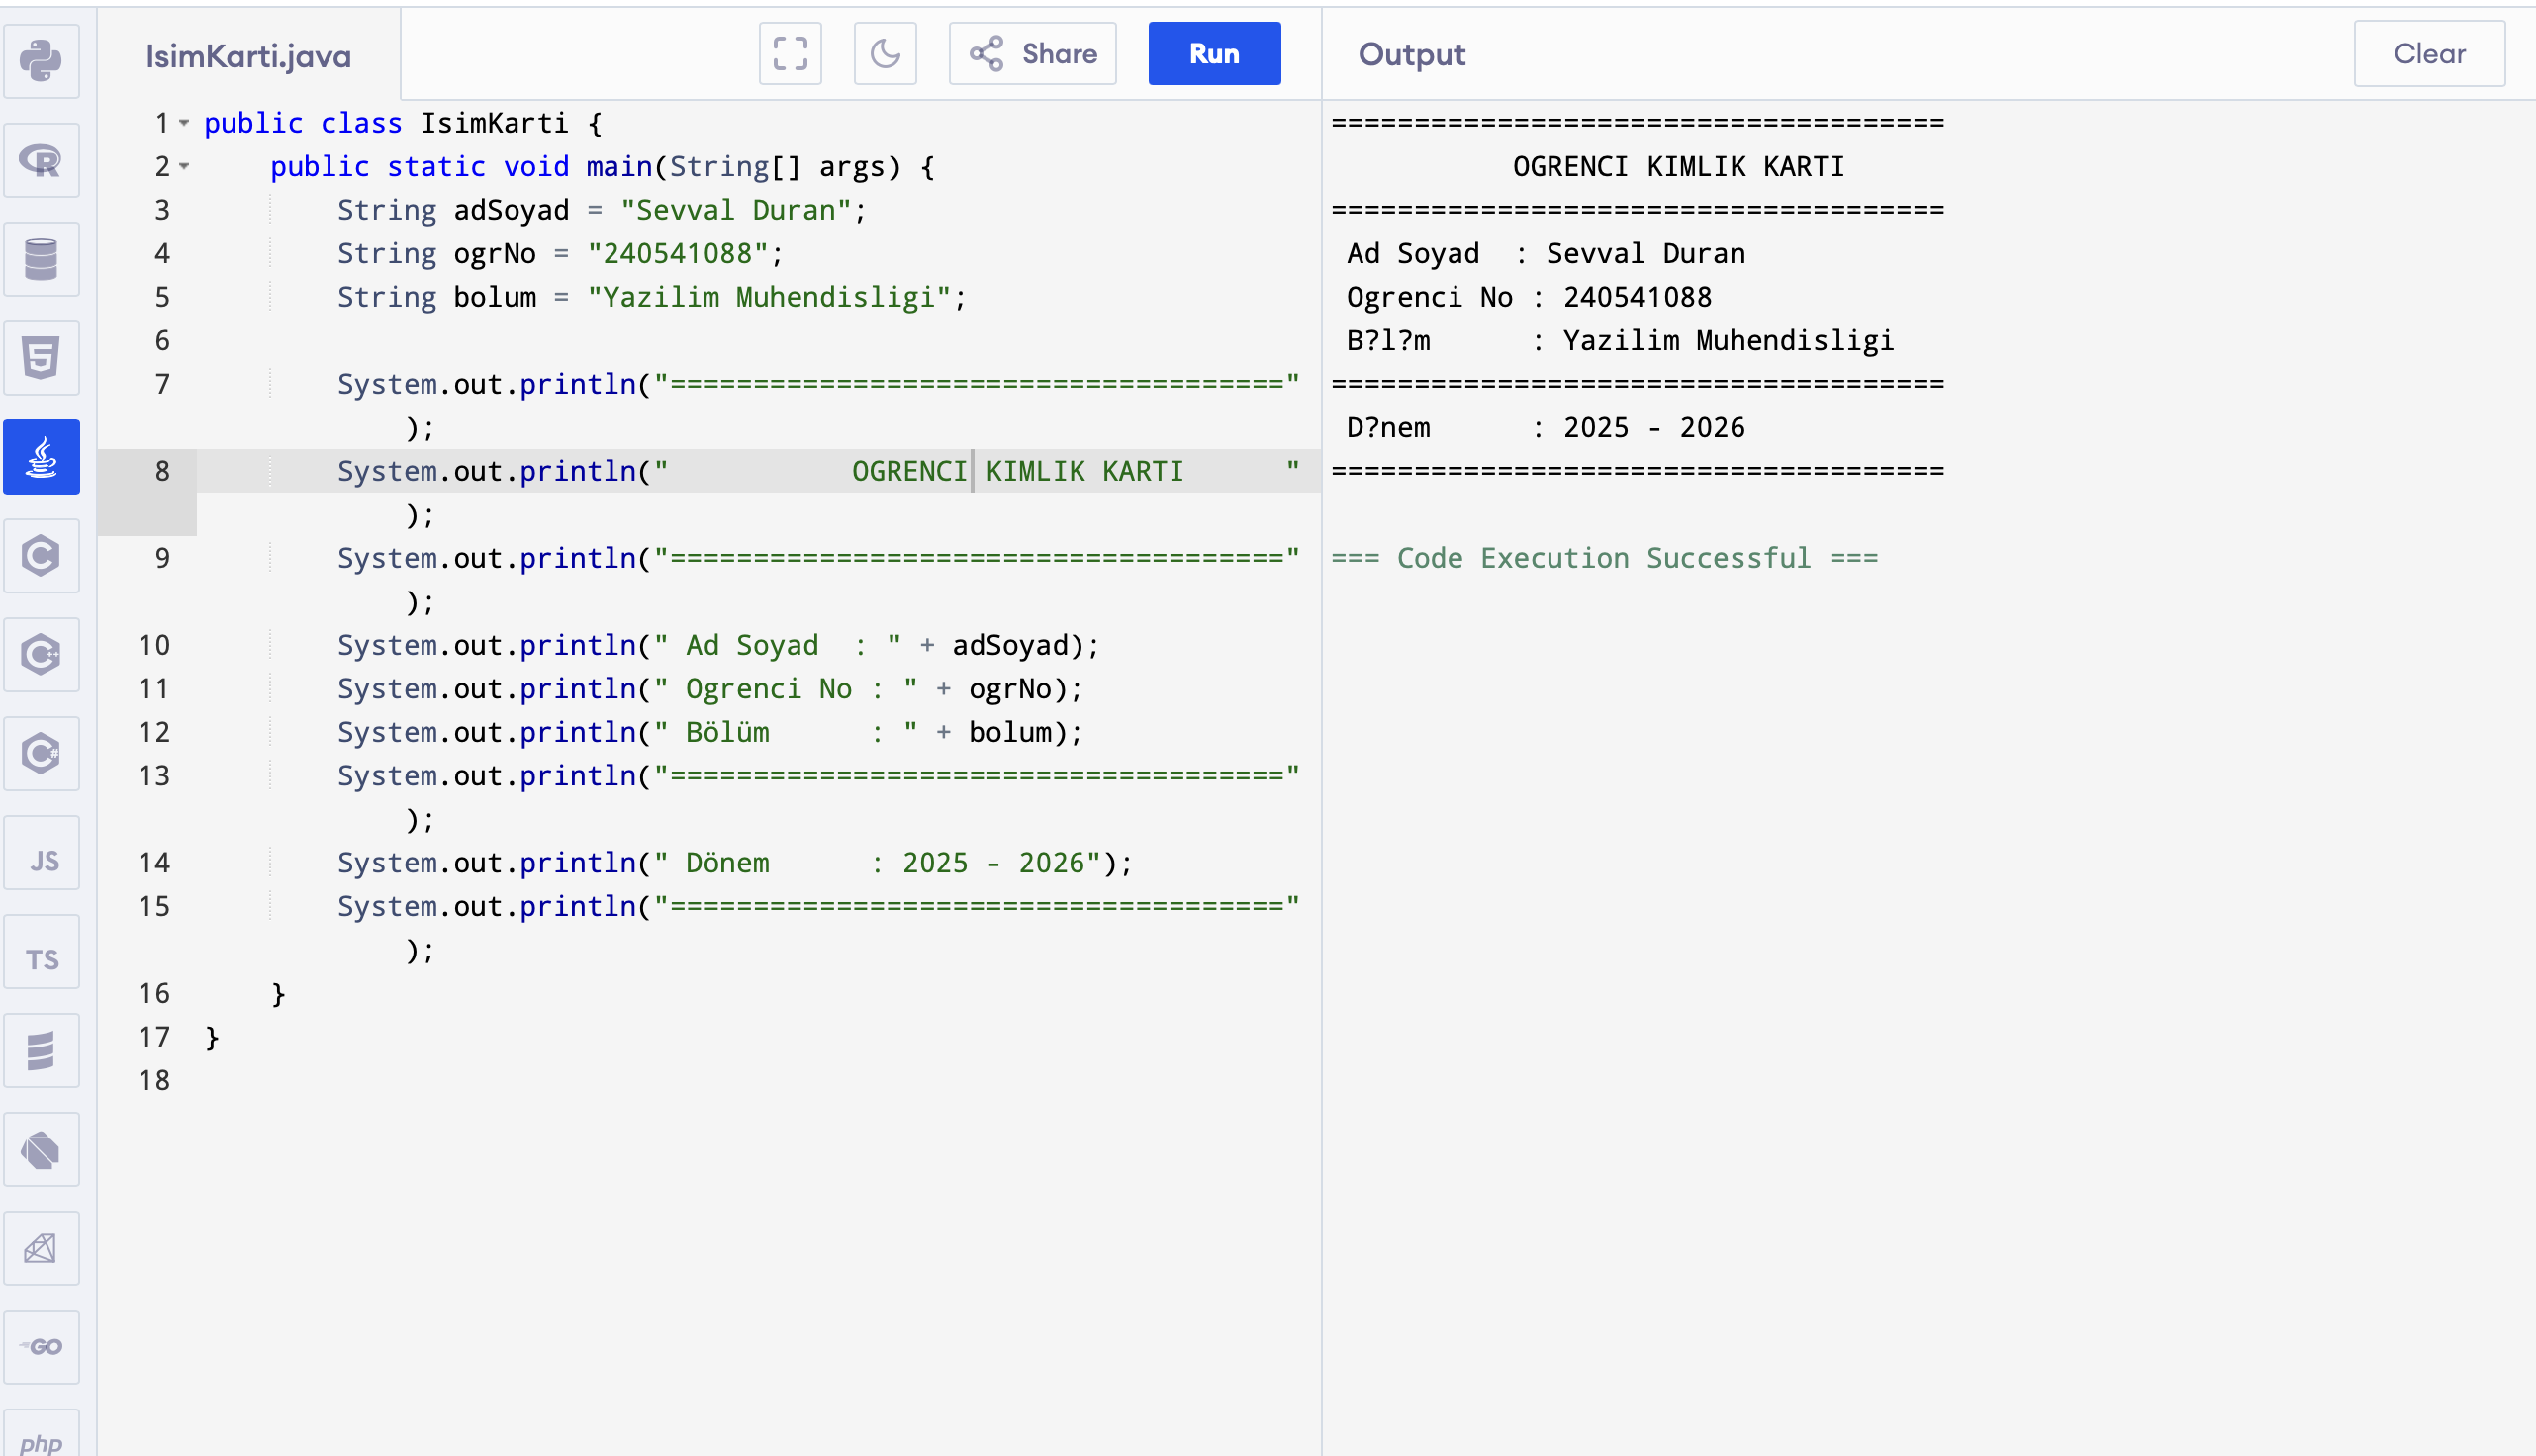 IsimKarti.java
Share
Run
Output
Clear
1 public class IsimKarti {
2     public static void main(String[] args) {
3         String adSoyad = "Sevval Duran";
4         String ogrNo = "240541088";
5         String bolum = "Yazilim Muhendisligi";
6
7         System.out.println("====================================="
            );
8         System.out.println("           OGRENCI KIMLIK KARTI      "
            );
9         System.out.println("====================================="
            );
10         System.out.println(" Ad Soyad  : " + adSoyad);
11         System.out.println(" Ogrenci No : " + ogrNo);
12         System.out.println(" Bölüm      : " + bolum);
13         System.out.println("====================================="
            );
14         System.out.println(" Dönem      : 2025 - 2026");
15         System.out.println("====================================="
            );
16     }
17 }
18
=====================================
           OGRENCI KIMLIK KARTI
=====================================
 Ad Soyad  : Sevval Duran
 Ogrenci No : 240541088
 B?l?m      : Yazilim Muhendisligi
=====================================
 D?nem      : 2025 - 2026
=====================================
=== Code Execution Successful ===
R
5
C
C++
C#
JS
TS
GO
php